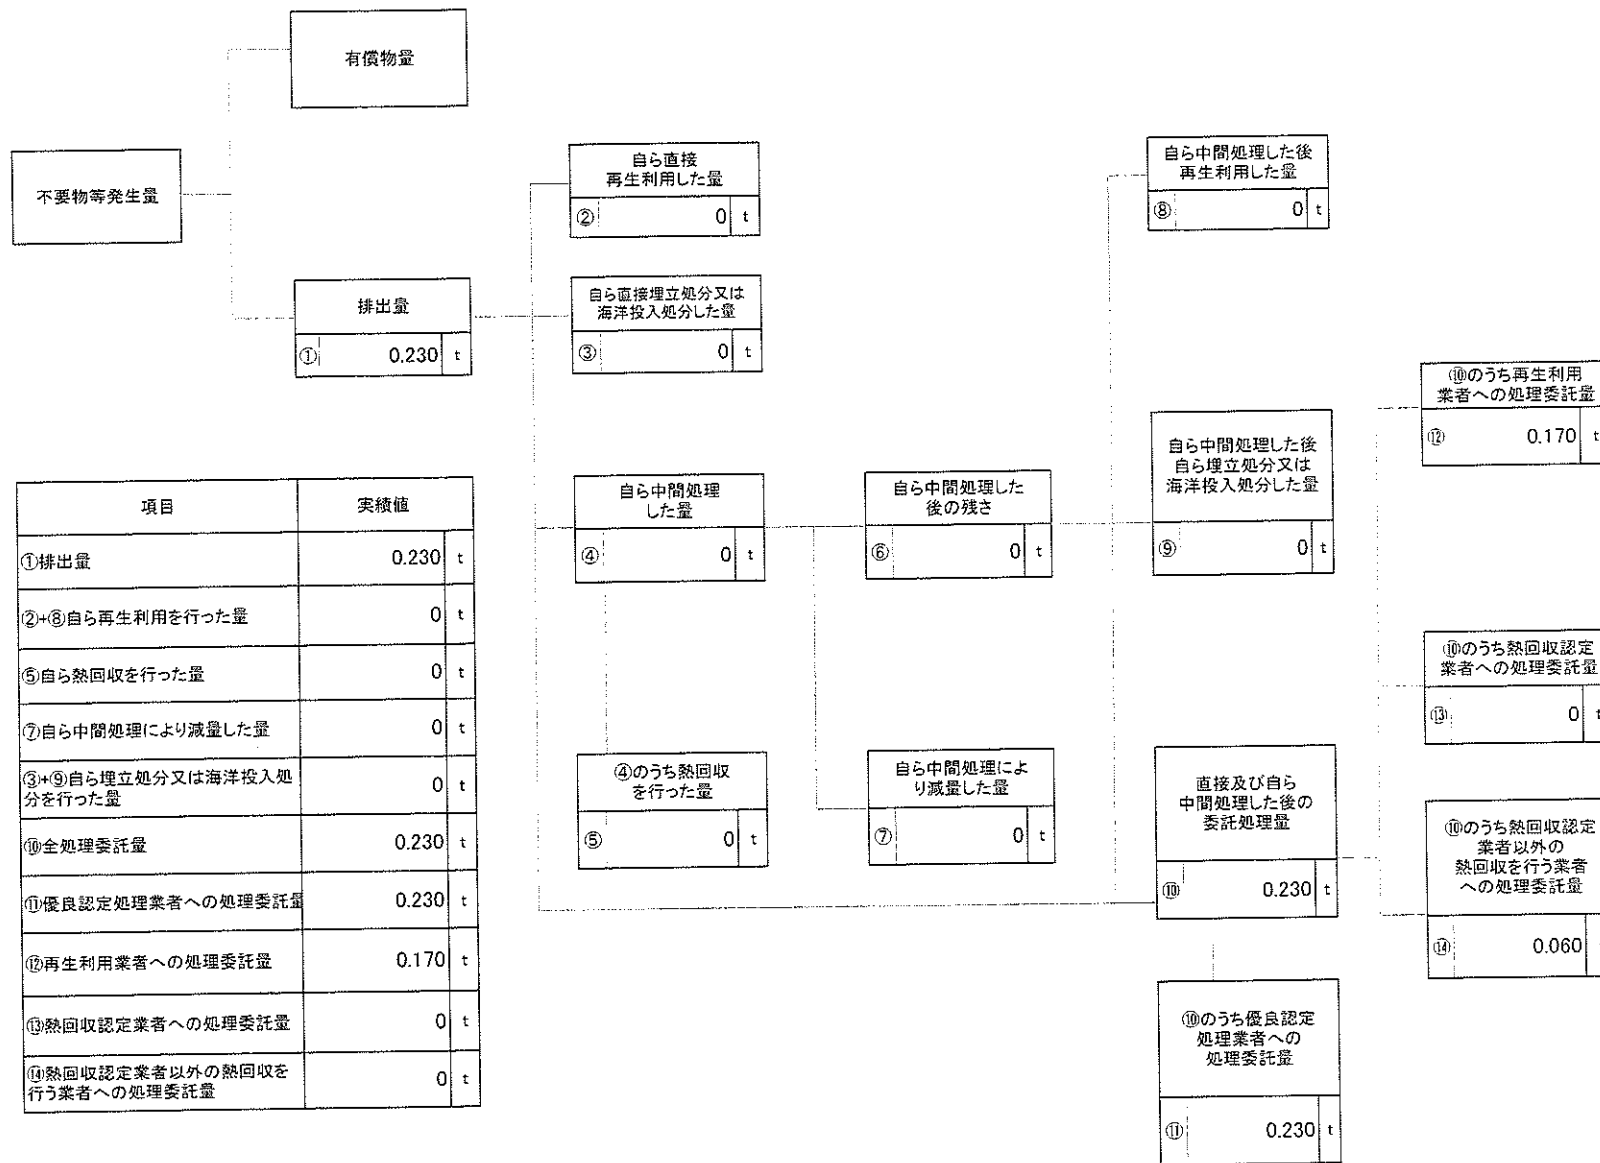 有償物量
不要物等発生量
排出量
① 0.230 t
自ら直接
再生利用した量
② 0 t
自ら直接埋立処分又は
海洋投入処分した量
③ 0 t
自ら中間処理
した量
④ 0 t
④のうち熱回収
を行った量
⑤ 0 t
自ら中間処理した
後の残さ
⑥ 0 t
自ら中間処理によ
り減量した量
⑦ 0 t
自ら中間処理した後
再生利用した量
⑧ 0 t
自ら中間処理した後
自ら埋立処分又は
海洋投入処分した量
⑨ 0 t
直接及び自ら
中間処理した後の
委託処理量
⑩ 0.230 t
⑩のうち優良認定
処理業者への
処理委託量
⑪ 0.230 t
⑩のうち再生利用
業者への処理委託量
⑫ 0.170 t
⑩のうち熱回収認定
業者への処理委託量
⑬ 0 t
⑩のうち熱回収認定
業者以外の
熱回収を行う業者
への処理委託量
⑭ 0.060
項目 実績値
①排出量 0.230 t
②+⑧自ら再生利用を行った量 0 t
⑤自ら熱回収を行った量 0 t
⑦自ら中間処理により減量した量 0 t
③+⑨自ら埋立処分又は海洋投入処
分を行った量 0 t
⑩全処理委託量 0.230 t
⑪優良認定処理業者への処理委託量 0.230 t
⑫再生利用業者への処理委託量 0.170 t
⑬熱回収認定業者への処理委託量 0 t
⑭熱回収認定業者以外の熱回収を
行う業者への処理委託量 0 t